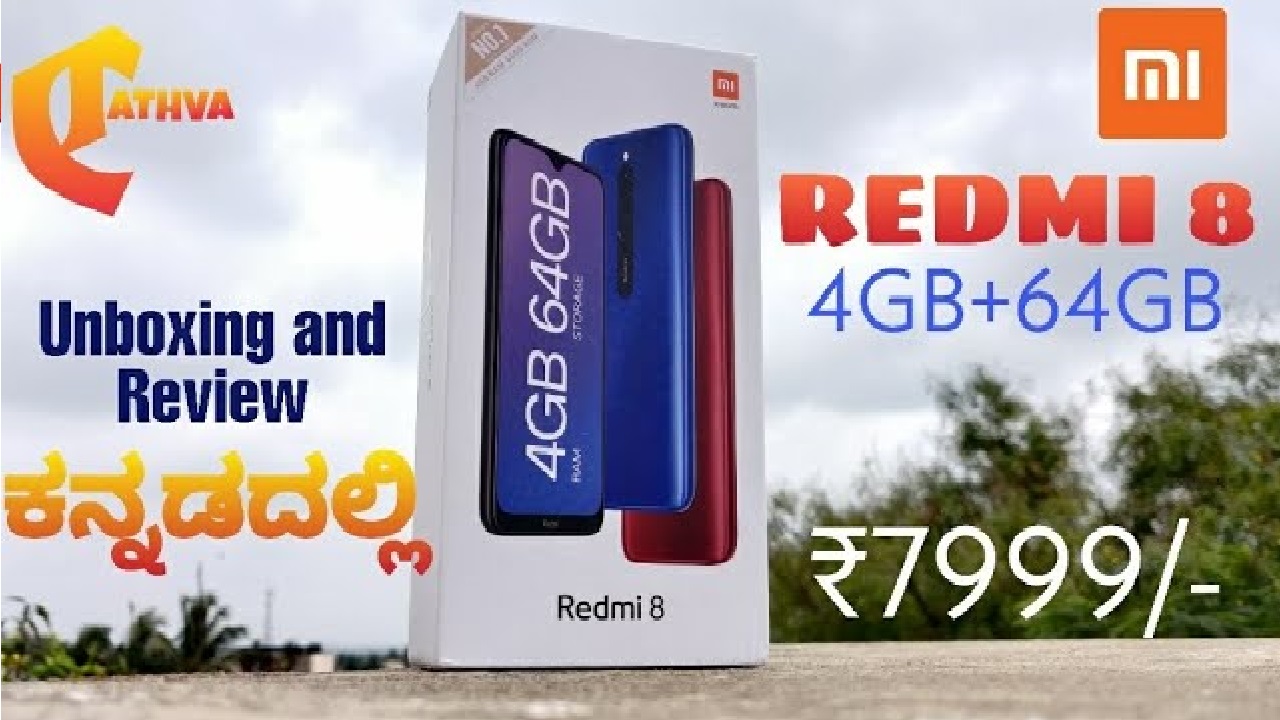 TATHVA
Unboxing and
Review
ಕನ್ನಡದಲ್ಲಿ
NO.1
mi
4GB 64GB
RAM STORAGE
Redmi 8
mi
REDMI 8
4GB+64GB
₹7999/-